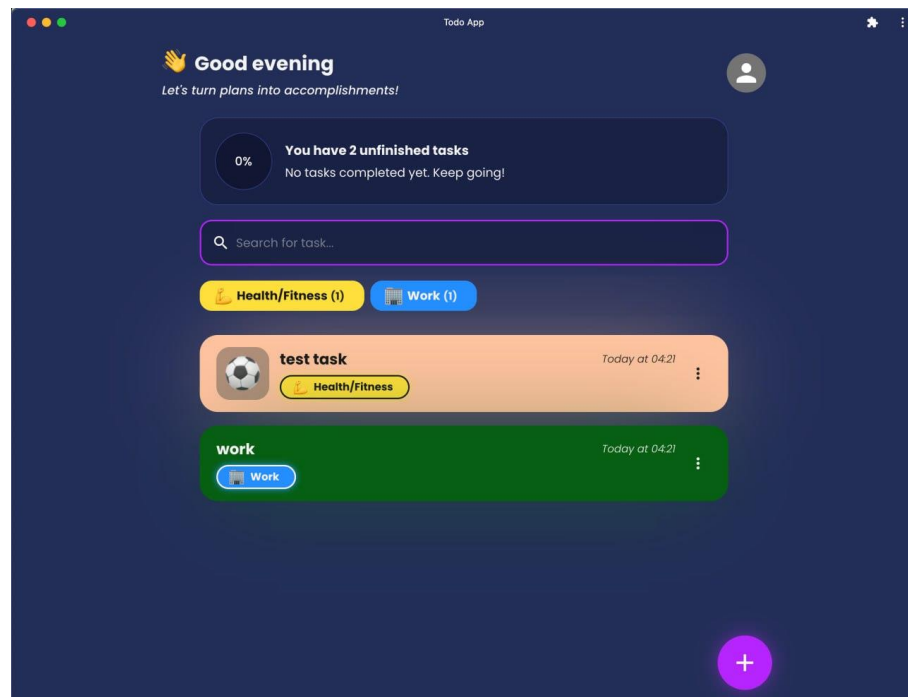 Todo App
Good evening
Let's turn plans into accomplishments!
0%
You have 2 unfinished tasks
No tasks completed yet. Keep going!
Search for task...
Health/Fitness (1)
Work (1)
test task
Today at 04:21
Health/Fitness
work
Today at 04:21
Work